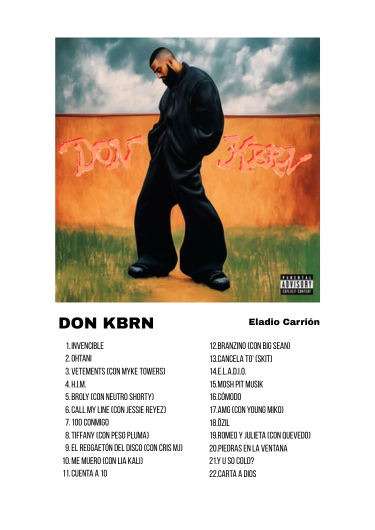 DON KBRN
PARENTAL
ADVISORY
EXPLICIT CONTENT
DON KBRN
Eladio Carrión
1. INVENCIBLE
2. OHTANI
3. VETEMENTS (CON MYKE TOWERS)
4. H.I.M.
5. BROLY (CON NEUTRO SHORTY)
6. CALL MY LINE (CON JESSIE REYEZ)
7. 100 CONMIGO
8. TIFFANY (CON PESO PLUMA)
9. EL REGGAETÓN DEL DISCO (CON CRIS MJ)
10. ME MUERO (CON LIA KALI)
11. CUENTA A 10
12.BRANZINO (CON BIG SEAN)
13.CANCELA TO' (SKIT)
14.E.L.A.D.I.O.
15.MOSH PIT MUSIK
16.CÓMODO
17.AMG (CON YOUNG MIKO)
18.ÖZIL
19.ROMEO Y JULIETA (CON QUEVEDO)
20.PIEDRAS EN LA VENTANA
21.Y U SO COLD?
22.CARTA A DIOS